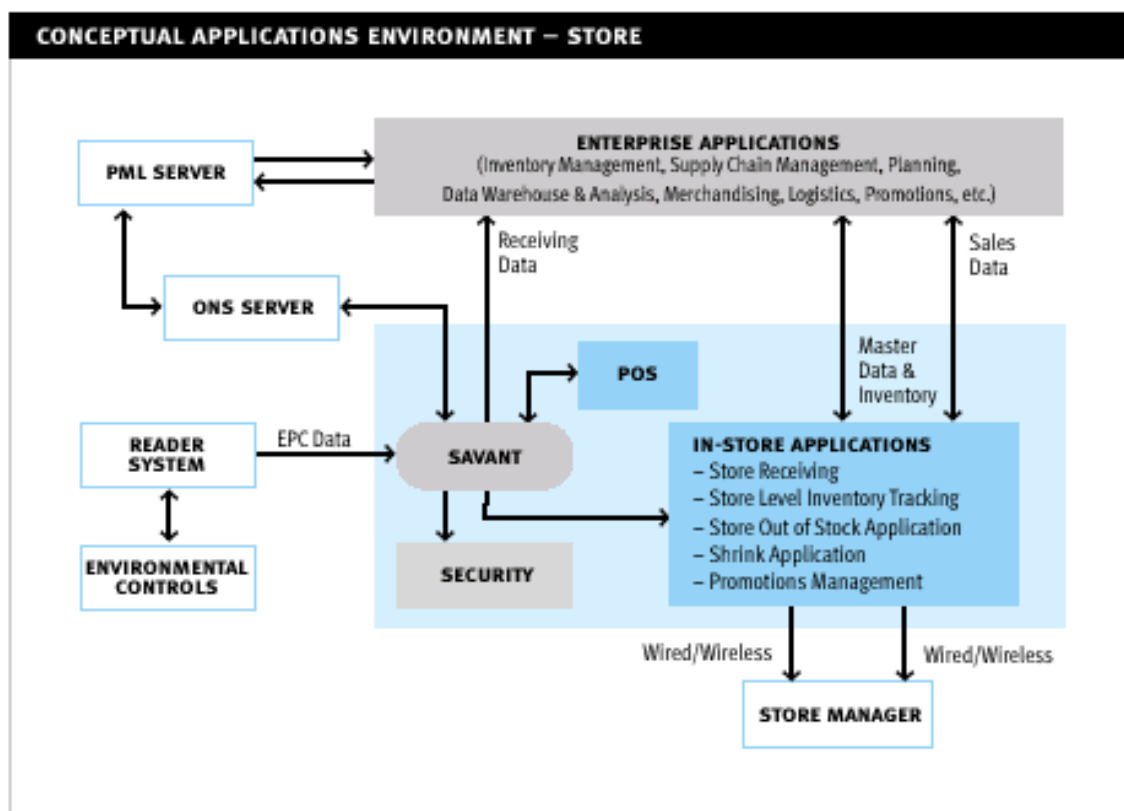 CONCEPTUAL APPLICATIONS ENVIRONMENT – STORE
ENTERPRISE APPLICATIONS
(Inventory Management, Supply Chain Management, Planning,
Data Warehouse & Analysis, Merchandising, Logistics, Promotions, etc.)
PML SERVER
Receiving
Data
Sales
Data
ONS SERVER
POS
Master
Data &
Inventory
READER
SYSTEM
EPC Data
SAVANT
IN-STORE APPLICATIONS
– Store Receiving
– Store Level Inventory Tracking
– Store Out of Stock Application
– Shrink Application
– Promotions Management
ENVIRONMENTAL
CONTROLS
SECURITY
Wired/Wireless
Wired/Wireless
STORE MANAGER